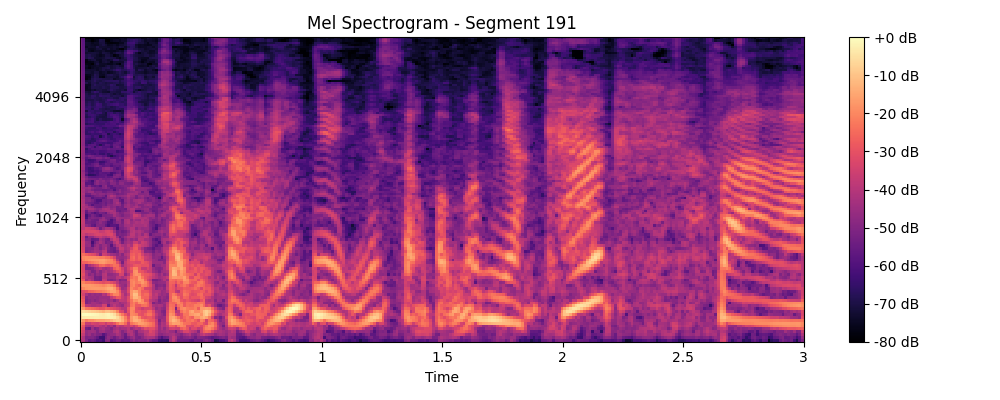 Mel Spectrogram - Segment 191
Frequency
4096
2048
1024
512
0
0
0.5
1
1.5
2
2.5
3
Time
+0 dB
-10 dB
-20 dB
-30 dB
-40 dB
-50 dB
-60 dB
-70 dB
-80 dB